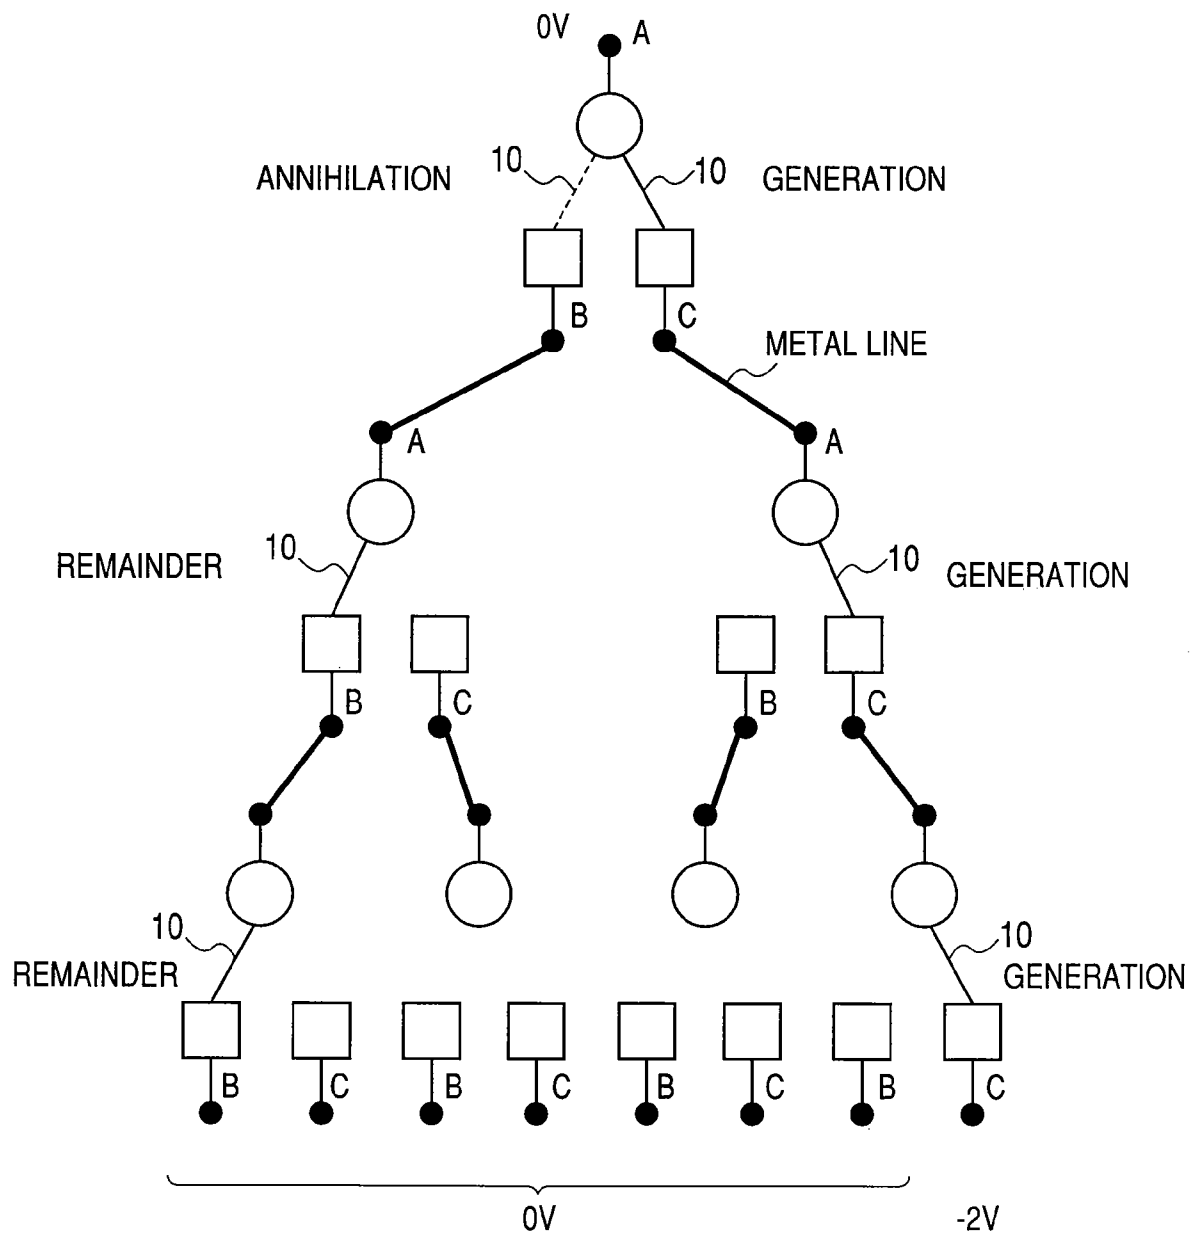 0V A
ANNIHILATION 10 10 GENERATION
B C
METAL LINE
A A
REMAINDER 10 10 GENERATION
B C B C
10 10
REMAINDER GENERATION
B C B C B C B C
0V -2V